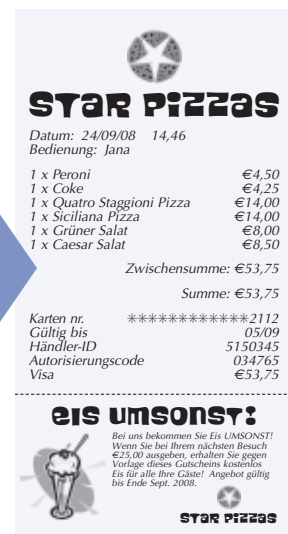 STAR PIZZAS
Datum: 24/09/08 14,46
Bedienung: Jana
1 x Peroni €4,50
1 x Coke €4,25
1 x Quatro Staggioni Pizza €14,00
1 x Siciliana Pizza €14,00
1 x Grüner Salat €8,00
1 x Caesar Salat €8,50
Zwischensumme: €53,75
Summe: €53,75
Karten nr. ************2112
Gültig bis 05/09
Händler-ID 5150345
Autorisierungscode 034765
Visa €53,75
eis umsonst!
Bei uns bekommen Sie Eis UMSONST!
Wenn Sie bei Ihrem nächsten Besuch
€25,00 ausgeben, erhalten Sie gegen
Vorlage dieses Gutscheins kostenlos
Eis für alle Ihre Gäste! Angebot gültig
bis Ende Sept. 2008.
STAR PIZZAS